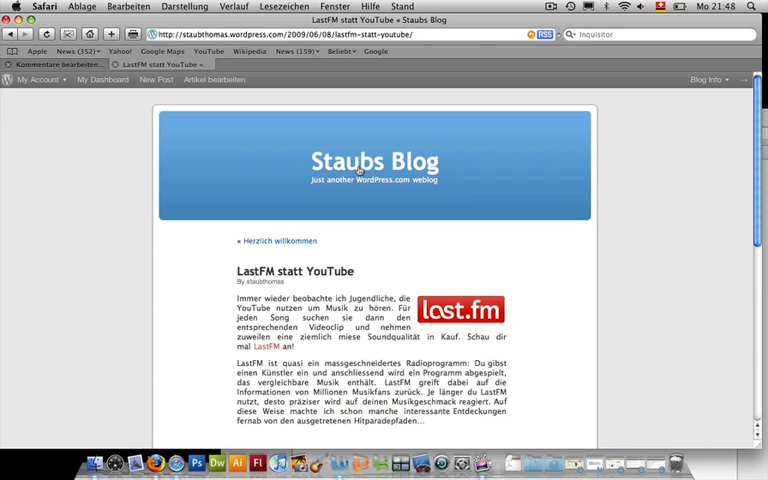 Safari Ablage Bearbeiten Darstellung Verlauf Lesezeichen Fenster Hilfe Mo 21:48
LastFM statt YouTube « Staubs Blog
http://staubthomas.wordpress.com/2009/06/08/lastfm-statt-youtube/ RSS Inquisitor
Apple News (352) Yahoo! Google Maps YouTube Wikipedia News (159) Beliebt Google
Kommentare bearbeiten... LastFM statt YouTube «...
My Account My Dashboard New Post Artikel bearbeiten Blog Info
Staubs Blog
Just another WordPress.com weblog
« Herzlich willkommen
LastFM statt YouTube
By staubthomas
Immer wieder beobachte ich Jugendliche, die
YouTube nutzen um Musik zu hören. Für
jeden Song suchen sie dann den
entsprechenden Videoclip und nehmen
zuweilen eine ziemlich miese Soundqualität in Kauf. Schau dir
mal LastFM an!
last.fm
LastFM ist quasi ein massgeschneidertes Radioprogramm: Du gibst
einen Künstler ein und anschliessend wird ein Programm abgespielt,
das vergleichbare Musik enthält. LastFM greift dabei auf die
Informationen von Millionen Musikfans zurück. Je länger du LastFM
nutzt, desto präziser wird auf deinen Musikgeschmack reagiert. Auf
diese Weise machte ich schon manche interessante Entdeckungen
fernab von den ausgetretenen Hitparadepfaden...
Ps Dw Ai Fl